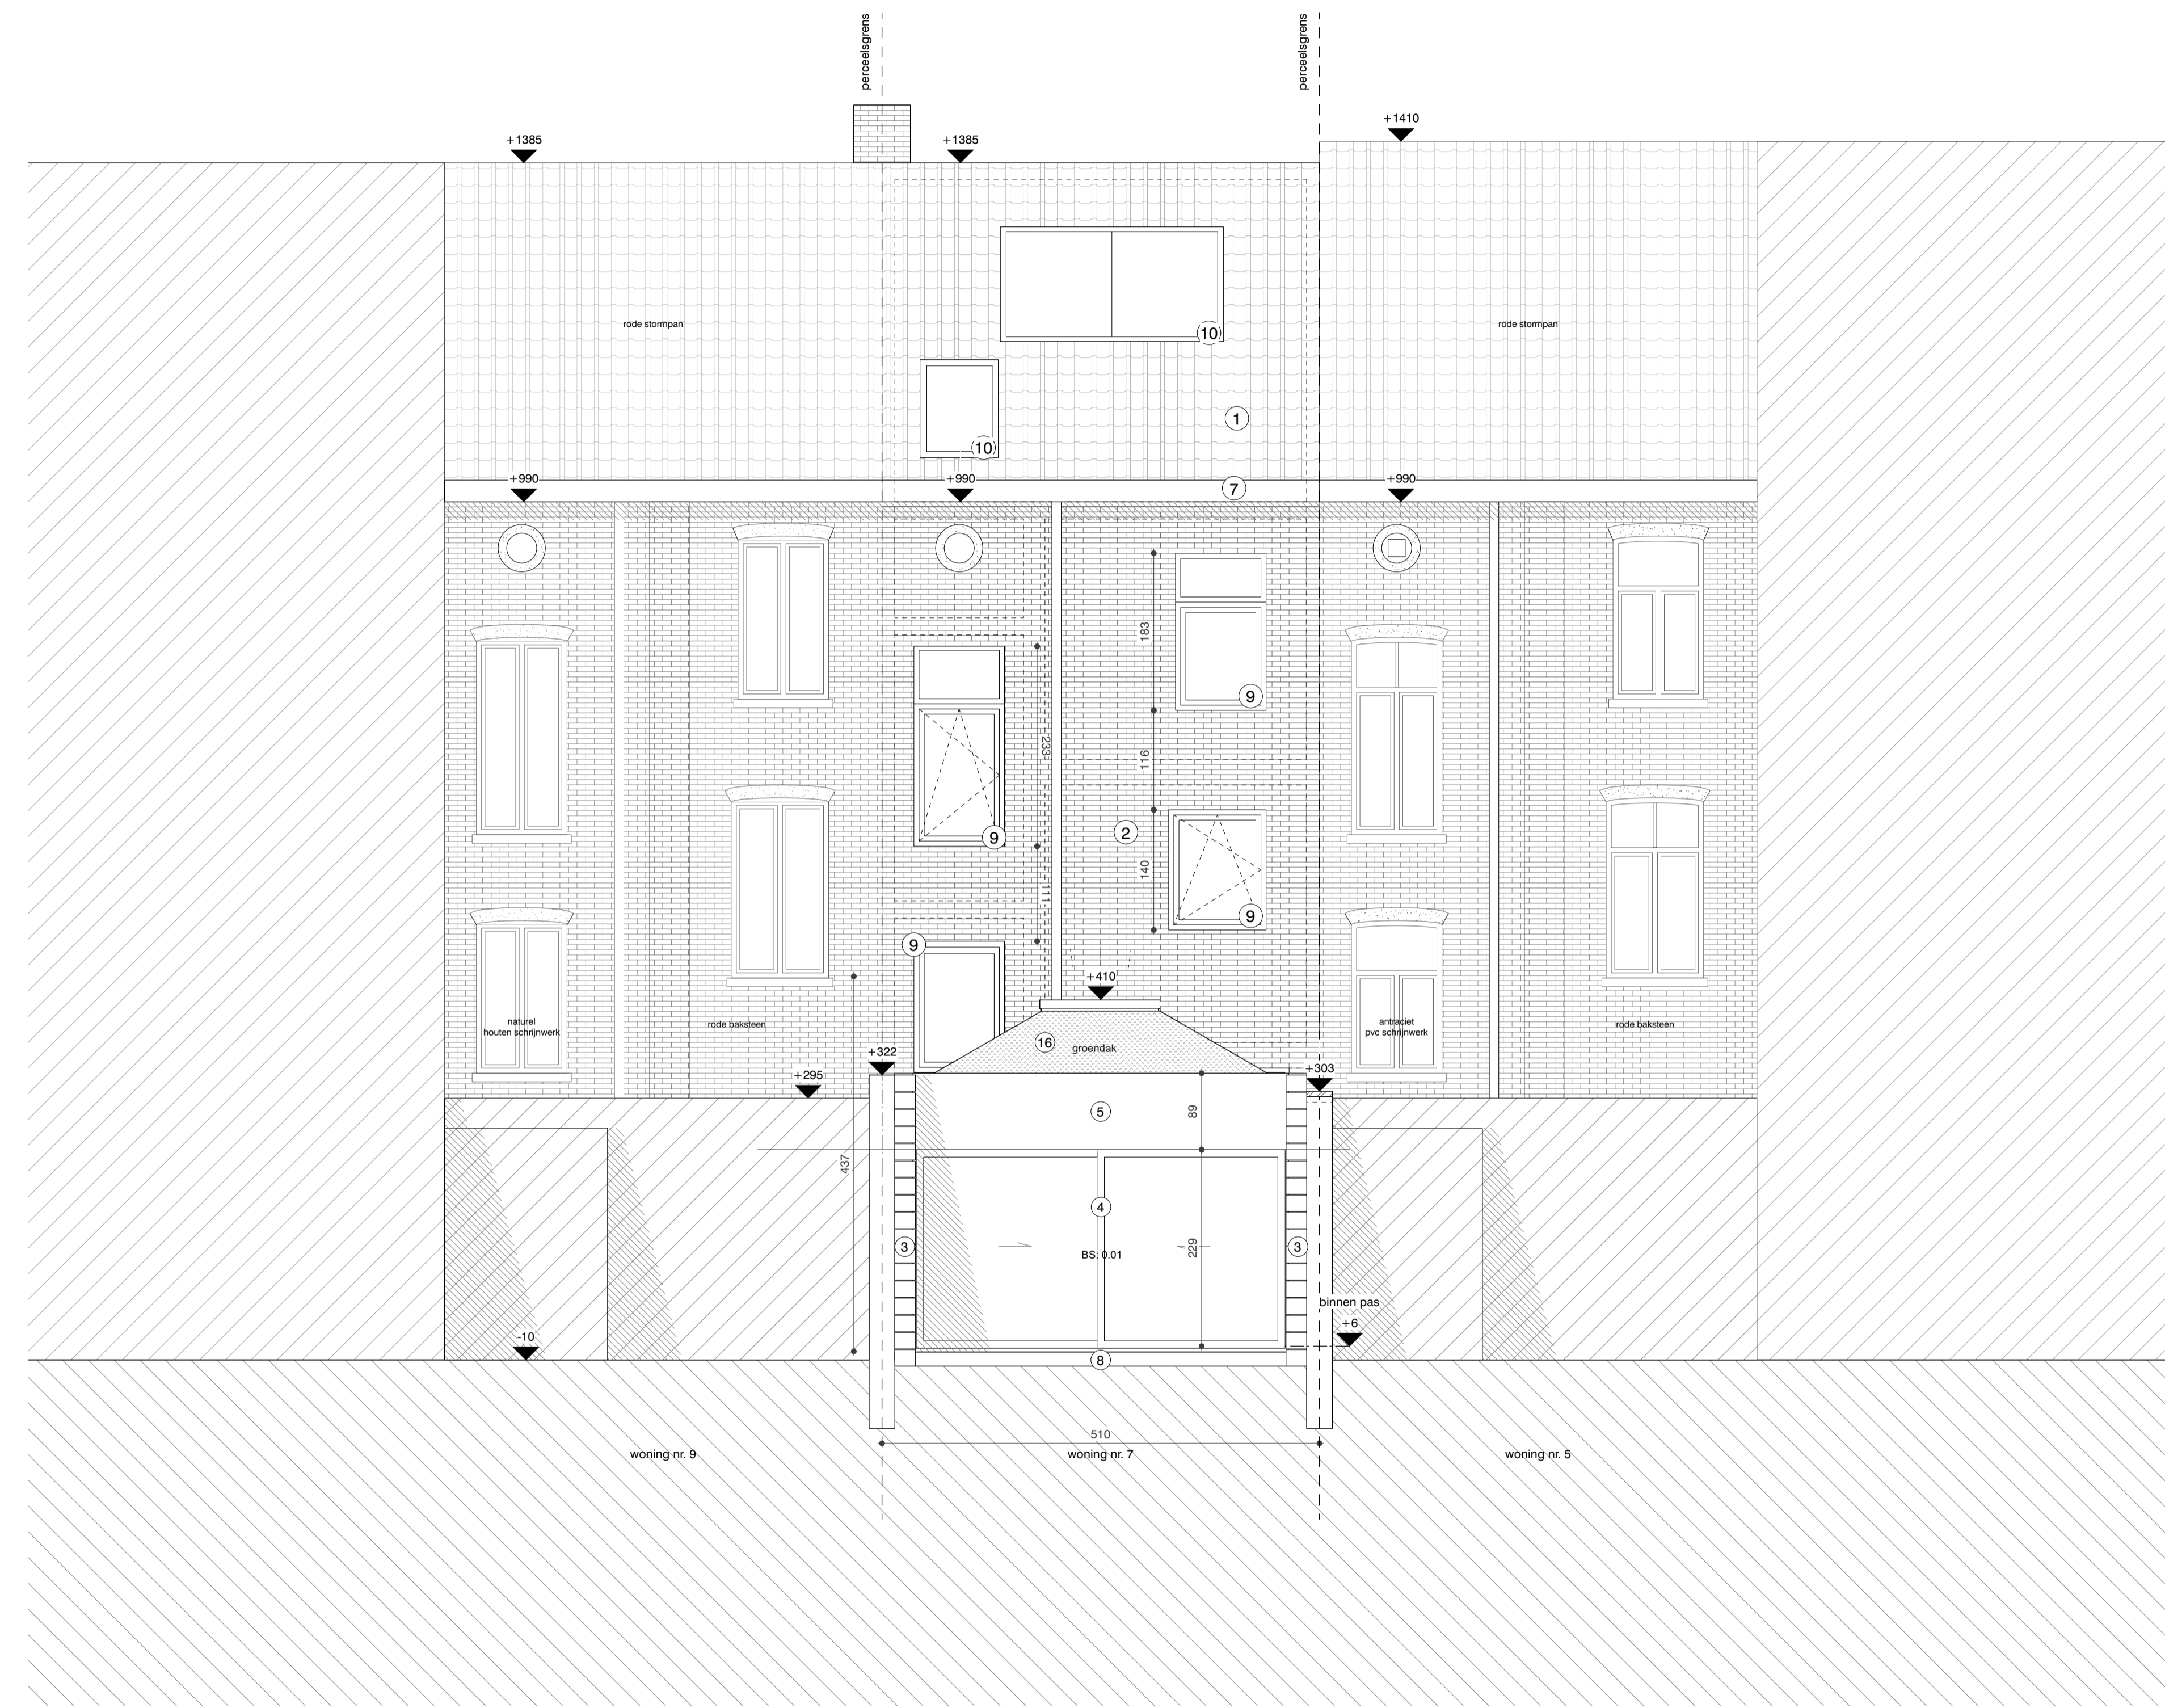 perceelsgrens
perceelsgrens
+1385
+1385
+1410
rode stormpan
rode stormpan
10
10
1
+990
+990
+990
7
183
9
233
116
9
2
140
111
9
9
+410
naturel
houten schrijnwerk
rode baksteen
antraciet
pvc schrijnwerk
rode baksteen
16
groendak
+322
+303
+295
5
89
437
4
3
BS: 0.01
229
3
binnen pas
+6
-10
8
510
woning nr. 9
woning nr. 7
woning nr. 5